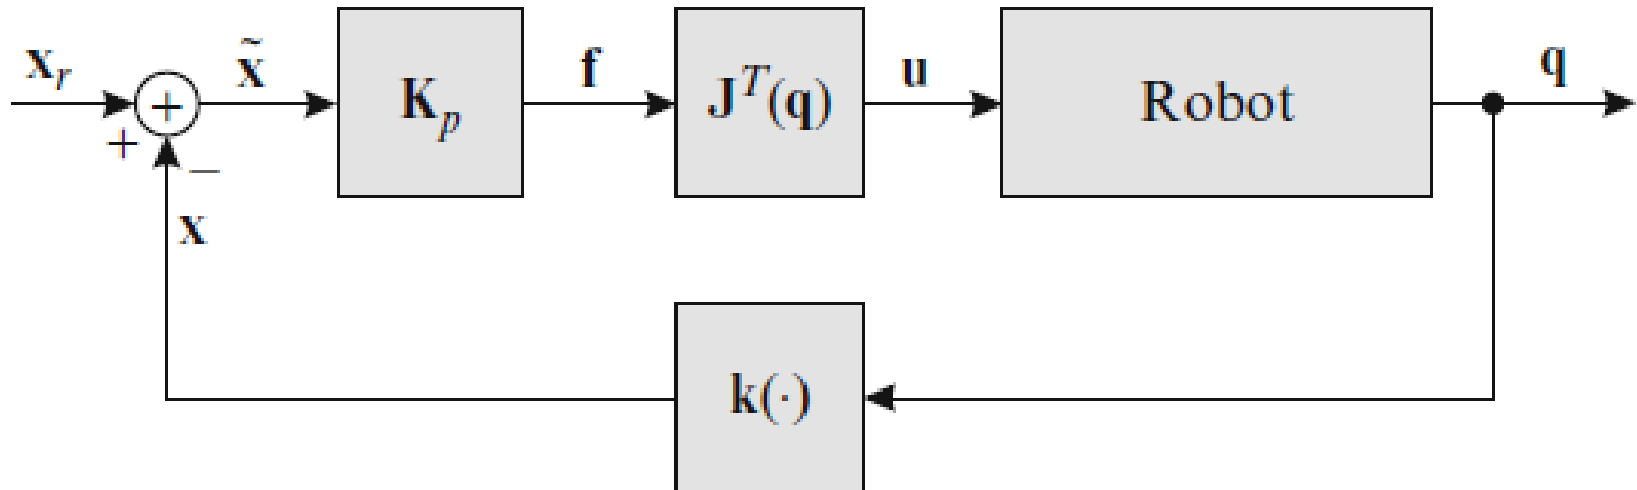 x_r
x̃
K_p
f
J^T(q)
u
Robot
q
+
+
−
x
k(·)